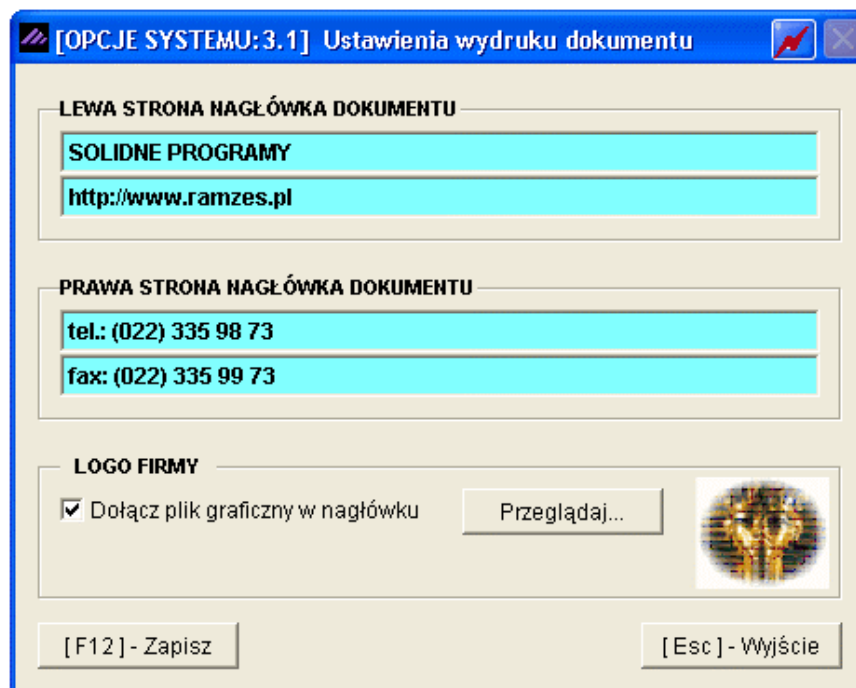 [OPCJE SYSTEMU:3.1] Ustawienia wydruku dokumentu
LEWA STRONA NAGŁÓWKA DOKUMENTU
SOLIDNE PROGRAMY
http://www.ramzes.pl
PRAWA STRONA NAGŁÓWKA DOKUMENTU
tel.: (022) 335 98 73
fax: (022) 335 99 73
LOGO FIRMY
Dołącz plik graficzny w nagłówku
Przeglądaj...
[ F12 ] - Zapisz
[ Esc ] - Wyjście